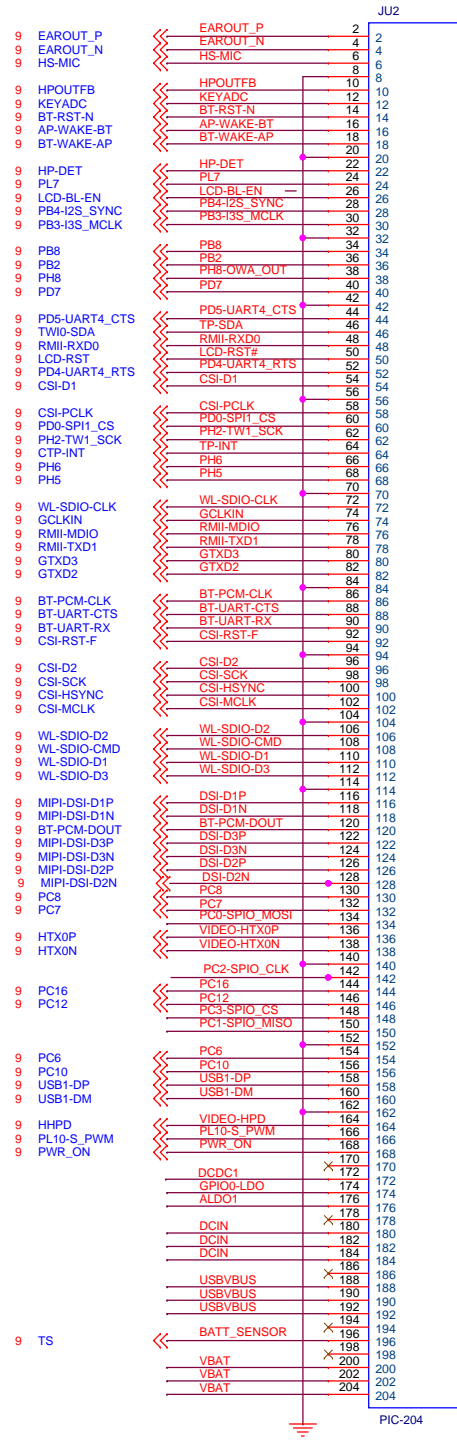 JU2
9 EAROUT_P EAROUT_P 2 2
9 EAROUT_N EAROUT_N 4 4
9 HS-MIC HS-MIC 6 6
8 8
9 HPOUTFB HPOUTFB 10 10
9 KEYADC KEYADC 12 12
9 BT-RST-N BT-RST-N 14 14
9 AP-WAKE-BT AP-WAKE-BT 16 16
9 BT-WAKE-AP BT-WAKE-AP 18 18
20 20
9 HP-DET HP-DET 22 22
9 PL7 PL7 24 24
9 LCD-BL-EN LCD-BL-EN 26 26
9 PB4-I2S_SYNC PB4-I2S_SYNC 28 28
9 PB3-I3S_MCLK PB3-I3S_MCLK 30 30
32 32
9 PB8 PB8 34 34
9 PB2 PB2 36 36
9 PH8 PH8-OWA_OUT 38 38
9 PD7 PD7 40 40
42 42
9 PD5-UART4_CTS PD5-UART4_CTS 44 44
9 TWI0-SDA TP-SDA 46 46
9 RMII-RXD0 RMII-RXD0 48 48
9 LCD-RST LCD-RST# 50 50
9 PD4-UART4_RTS PD4-UART4_RTS 52 52
9 CSI-D1 CSI-D1 54 54
56 56
9 CSI-PCLK CSI-PCLK 58 58
9 PD0-SPI1_CS PD0-SPI1_CS 60 60
9 PH2-TW1_SCK PH2-TW1_SCK 62 62
9 CTP-INT TP-INT 64 64
9 PH6 PH6 66 66
9 PH5 PH5 68 68
70 70
9 WL-SDIO-CLK WL-SDIO-CLK 72 72
9 GCLKIN GCLKIN 74 74
9 RMII-MDIO RMII-MDIO 76 76
9 RMII-TXD1 RMII-TXD1 78 78
9 GTXD3 GTXD3 80 80
9 GTXD2 GTXD2 82 82
84 84
9 BT-PCM-CLK BT-PCM-CLK 86 86
9 BT-UART-CTS BT-UART-CTS 88 88
9 BT-UART-RX BT-UART-RX 90 90
9 CSI-RST-F CSI-RST-F 92 92
94 94
9 CSI-D2 CSI-D2 96 96
9 CSI-SCK CSI-SCK 98 98
9 CSI-HSYNC CSI-HSYNC 100 100
9 CSI-MCLK CSI-MCLK 102 102
104 104
9 WL-SDIO-D2 WL-SDIO-D2 106 106
9 WL-SDIO-CMD WL-SDIO-CMD 108 108
9 WL-SDIO-D1 WL-SDIO-D1 110 110
9 WL-SDIO-D3 WL-SDIO-D3 112 112
114 114
9 MIPI-DSI-D1P DSI-D1P 116 116
9 MIPI-DSI-D1N DSI-D1N 118 118
9 BT-PCM-DOUT BT-PCM-DOUT 120 120
9 MIPI-DSI-D3P DSI-D3P 122 122
9 MIPI-DSI-D3N DSI-D3N 124 124
9 MIPI-DSI-D2P DSI-D2P 126 126
9 MIPI-DSI-D2N DSI-D2N 128 128
9 PC8 PC8 130 130
9 PC7 PC7 132 132
PC0-SPIO_MOSI 134 134
9 HTX0P VIDEO-HTX0P 136 136
9 HTX0N VIDEO-HTX0N 138 138
140 140
PC2-SPIO_CLK 142 142
9 PC16 PC16 144 144
9 PC12 PC12 146 146
PC3-SPIO_CS 148 148
PC1-SPIO_MISO 150 150
152 152
9 PC6 PC6 154 154
9 PC10 PC10 156 156
9 USB1-DP USB1-DP 158 158
9 USB1-DM USB1-DM 160 160
162 162
9 HHPD VIDEO-HPD 164 164
9 PL10-S_PWM PL10-S_PWM 166 166
9 PWR_ON PWR_ON 168 168
170 170
DCDC1 172 172
GPIO0-LDO 174 174
ALDO1 176 176
178 178
DCIN 180 180
DCIN 182 182
DCIN 184 184
186 186
USBVBUS 188 188
USBVBUS 190 190
USBVBUS 192 192
194 194
9 TS BATT_SENSOR 196 196
198 198
VBAT 200 200
VBAT 202 202
VBAT 204 204
PIC-204